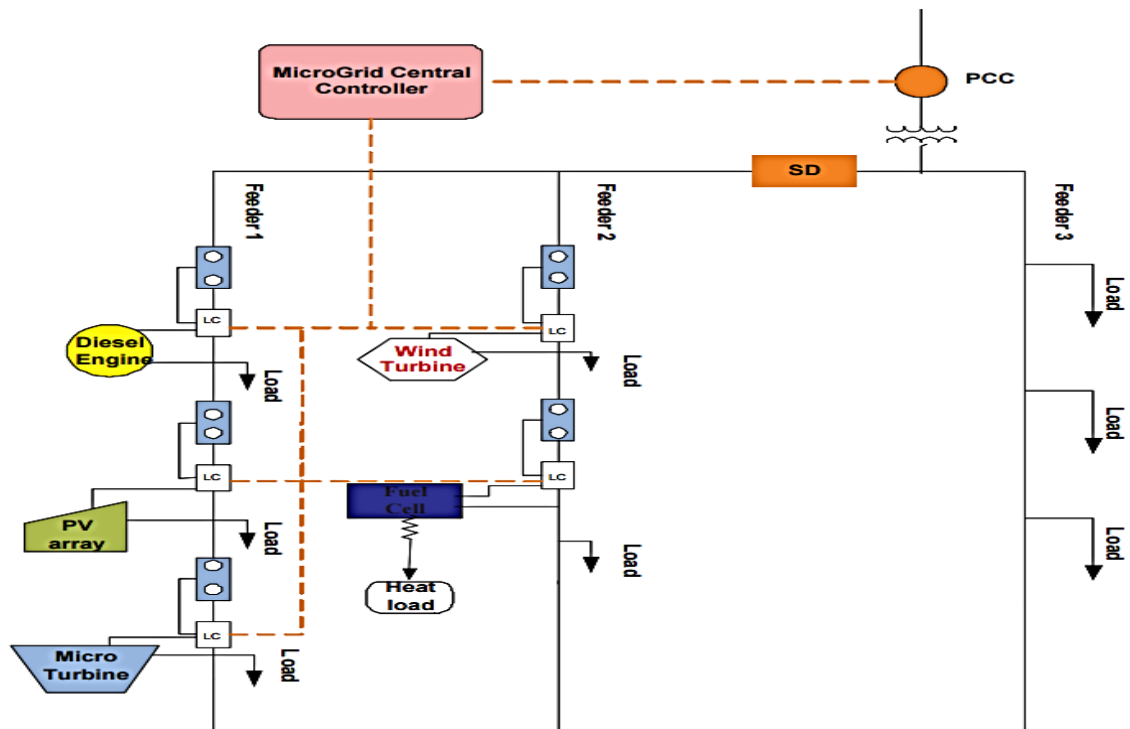 MicroGrid Central
Controller
PCC
SD
Feeder 1
Feeder 2
Feeder 3
LC
LC
Diesel
Engine
Wind
Turbine
Load
Load
Load
LC
LC
PV
array
Fuel
Cell
Load
Load
Load
Heat
load
LC
Micro
Turbine
Load
Load